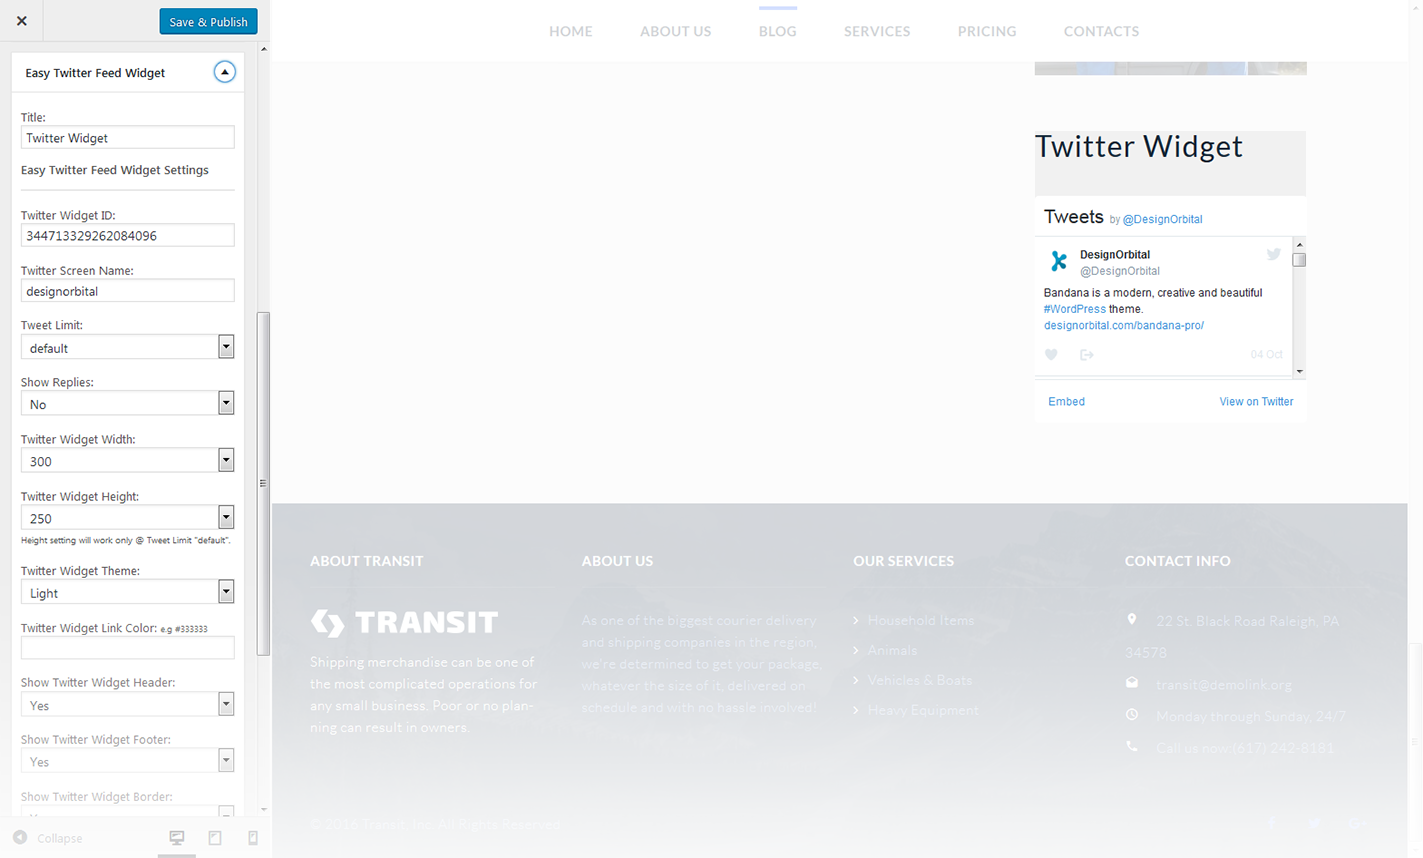 Save & Publish
Easy Twitter Feed Widget
Title:
Twitter Widget
Easy Twitter Feed Widget Settings
Twitter Widget ID:
344713329262084096
Twitter Screen Name:
designorbital
Tweet Limit:
default
Show Replies:
No
Twitter Widget Width:
300
Twitter Widget Height:
250
Height setting will work only @ Tweet Limit "default".
Twitter Widget Theme:
Light
Twitter Widget Link Color: e.g #333333
Show Twitter Widget Header:
Yes
Show Twitter Widget Footer:
Yes
Show Twitter Widget Border:
Collapse
HOME ABOUT US BLOG SERVICES PRICING CONTACTS
Twitter Widget
Tweets by @DesignOrbital
DesignOrbital
@DesignOrbital
Bandana is a modern, creative and beautiful
#WordPress theme.
designorbital.com/bandana-pro/
04 Oct
Embed View on Twitter
ABOUT TRANSIT
TRANSIT
Shipping merchandise can be one of
the most complicated operations for
any small business. Poor or no plan-
ning can result in owners.
ABOUT US
As one of the biggest courier delivery
and shipping companies in the region,
we're determined to get your package,
whatever the size of it, delivered on-
schedule and with no hassle involved!
OUR SERVICES
Household Items
Animals
Vehicles & Boats
Heavy Equipment
CONTACT INFO
22 St. Black Road Raleigh, PA
34578
transit@demolink.org
Monday through Sunday, 24/7
Call us now:(617) 242-8181
© 2016 Transit, Inc. All Rights Reserved